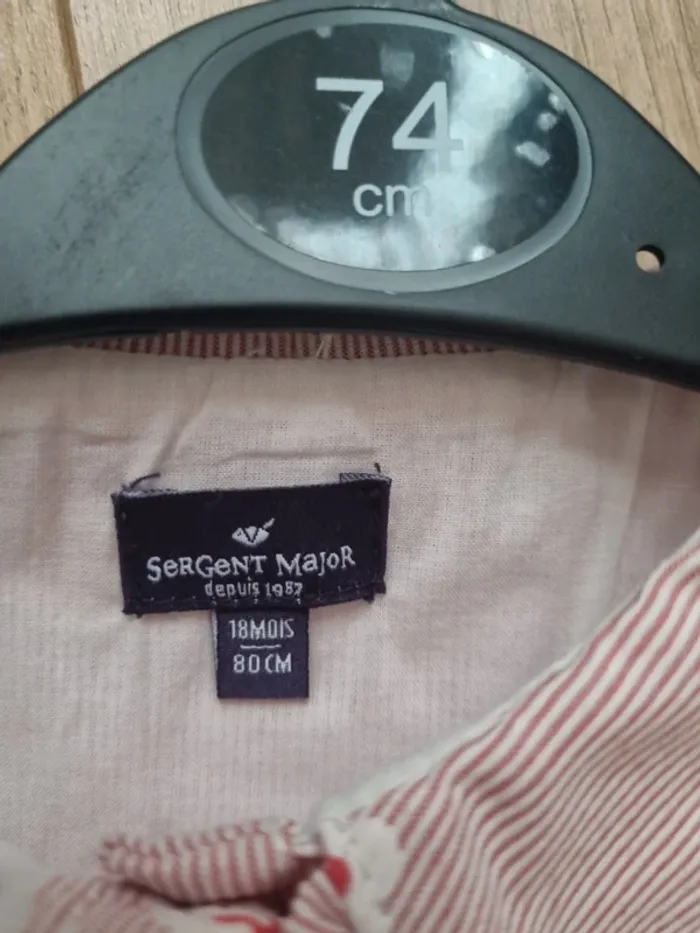 74
cm
SeRGeNT MaJoR
depuis 1987
18MOIS
80CM